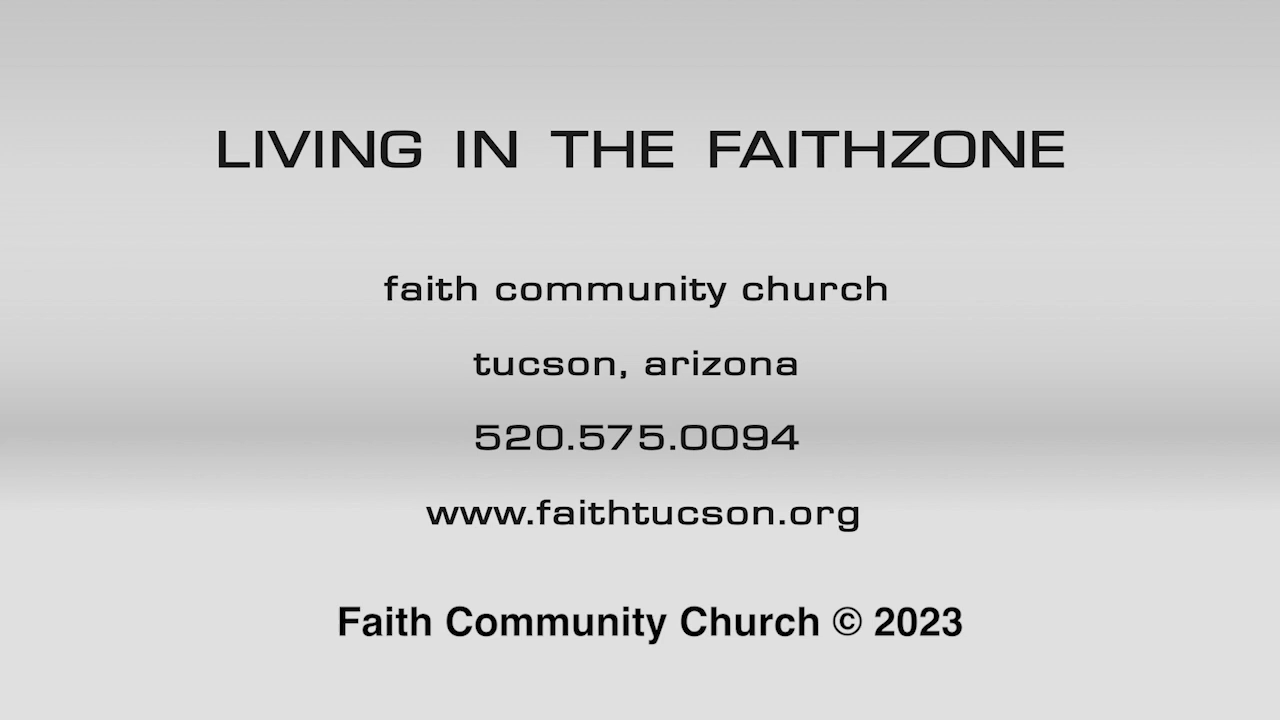 LIVING IN THE FAITHZONE
faith community church
tucson, arizona
520.575.0094
www.faithtucson.org
Faith Community Church © 2023